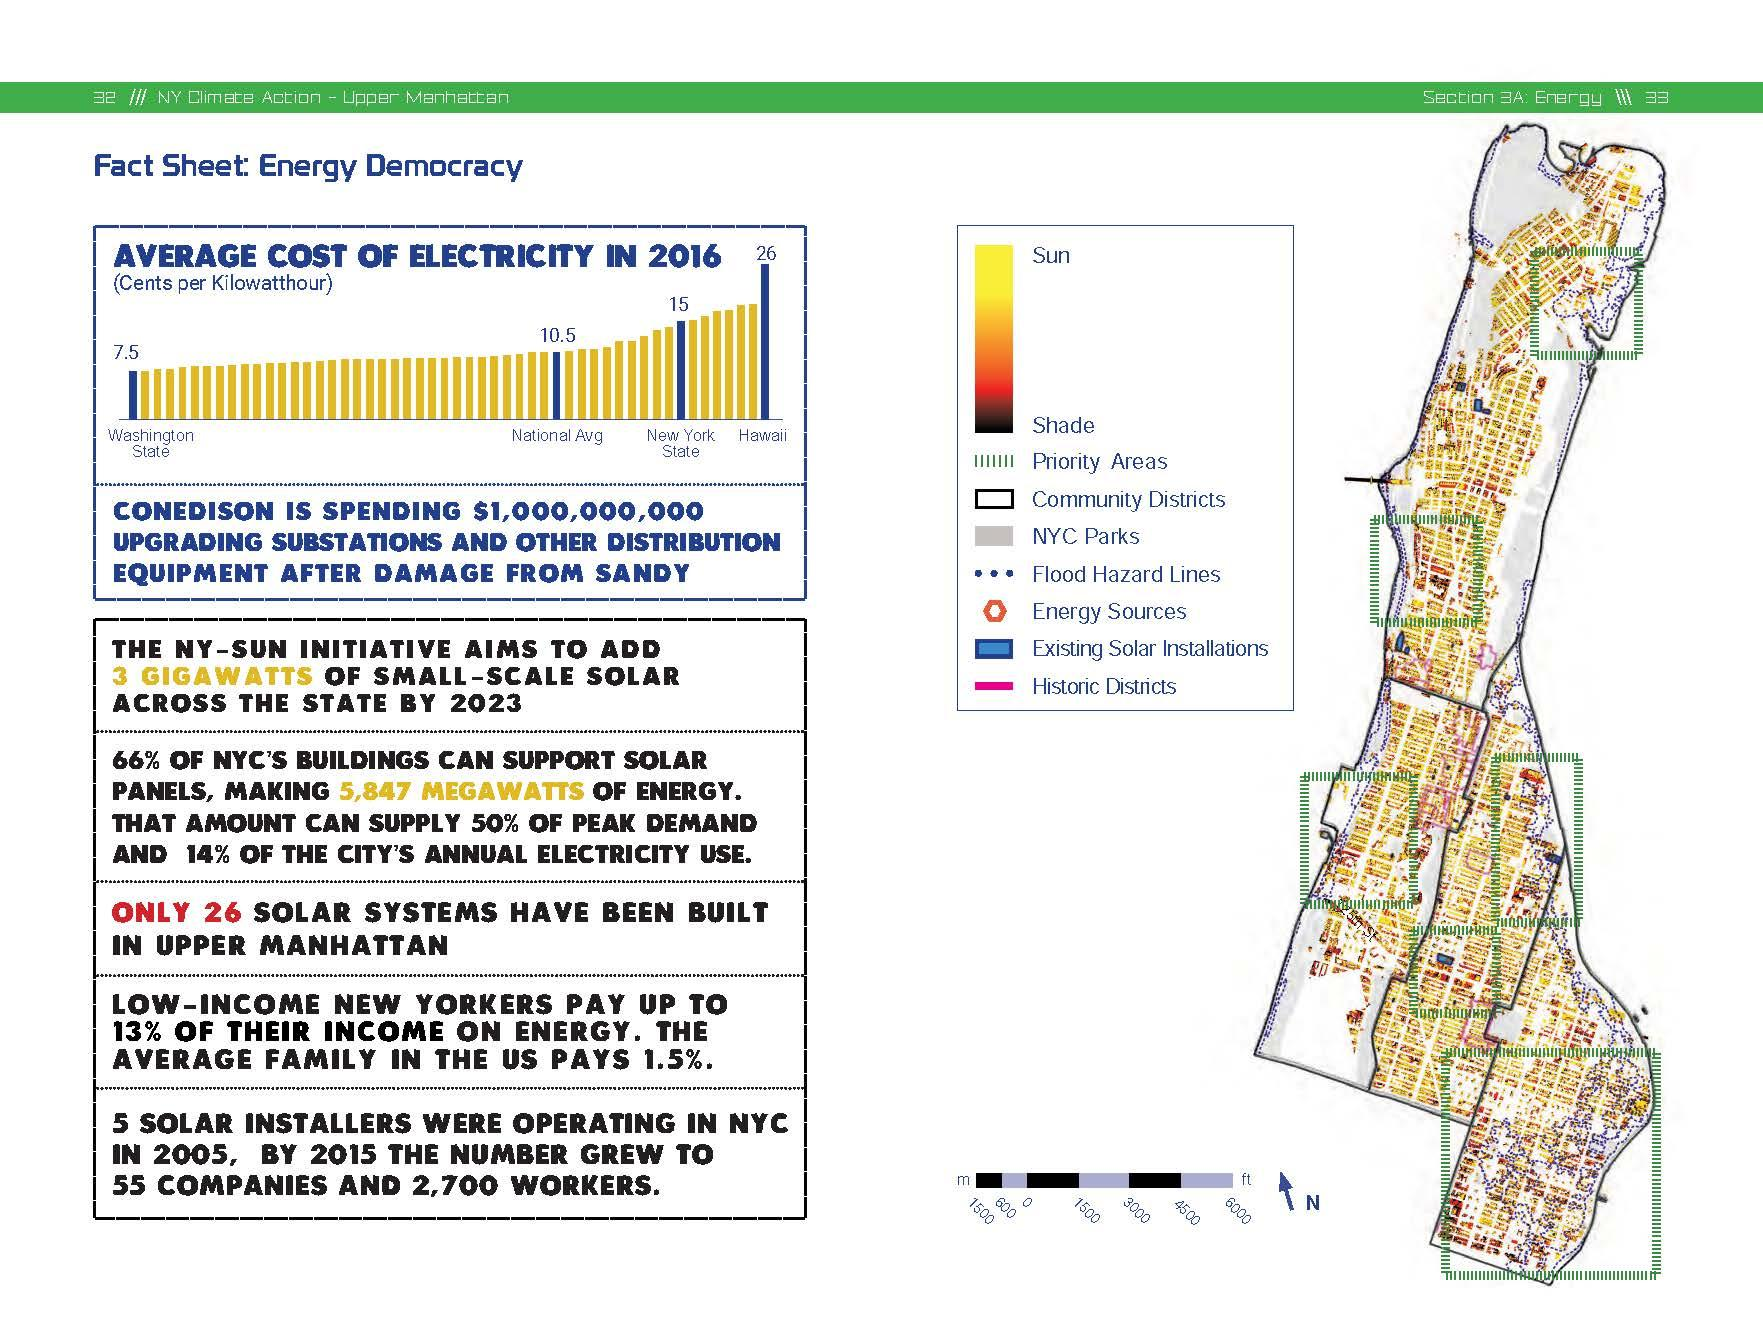 32 /// NY Climate Action - Upper Manhattan
Section 3A: Energy \\\ 33
Fact Sheet: Energy Democracy
AVERAGE COST OF ELECTRICITY IN 2016
(Cents per Kilowatthour)
7.5
10.5
15
26
Washington
State
National Avg
New York
State
Hawaii
CONEDISON IS SPENDING $1,000,000,000
UPGRADING SUBSTATIONS AND OTHER DISTRIBUTION
EQUIPMENT AFTER DAMAGE FROM SANDY
THE NY-SUN INITIATIVE AIMS TO ADD
3 GIGAWATTS OF SMALL-SCALE SOLAR
ACROSS THE STATE BY 2023
66% OF NYC'S BUILDINGS CAN SUPPORT SOLAR
PANELS, MAKING 5,847 MEGAWATTS OF ENERGY.
THAT AMOUNT CAN SUPPLY 50% OF PEAK DEMAND
AND 14% OF THE CITY'S ANNUAL ELECTRICITY USE.
ONLY 26 SOLAR SYSTEMS HAVE BEEN BUILT
IN UPPER MANHATTAN
LOW-INCOME NEW YORKERS PAY UP TO
13% OF THEIR INCOME ON ENERGY. THE
AVERAGE FAMILY IN THE US PAYS 1.5%.
5 SOLAR INSTALLERS WERE OPERATING IN NYC
IN 2005, BY 2015 THE NUMBER GREW TO
55 COMPANIES AND 2,700 WORKERS.
Sun
Shade
Priority Areas
Community Districts
NYC Parks
Flood Hazard Lines
Energy Sources
Existing Solar Installations
Historic Districts
m
ft
1500
600
0
1500
3000
4500
6000
N